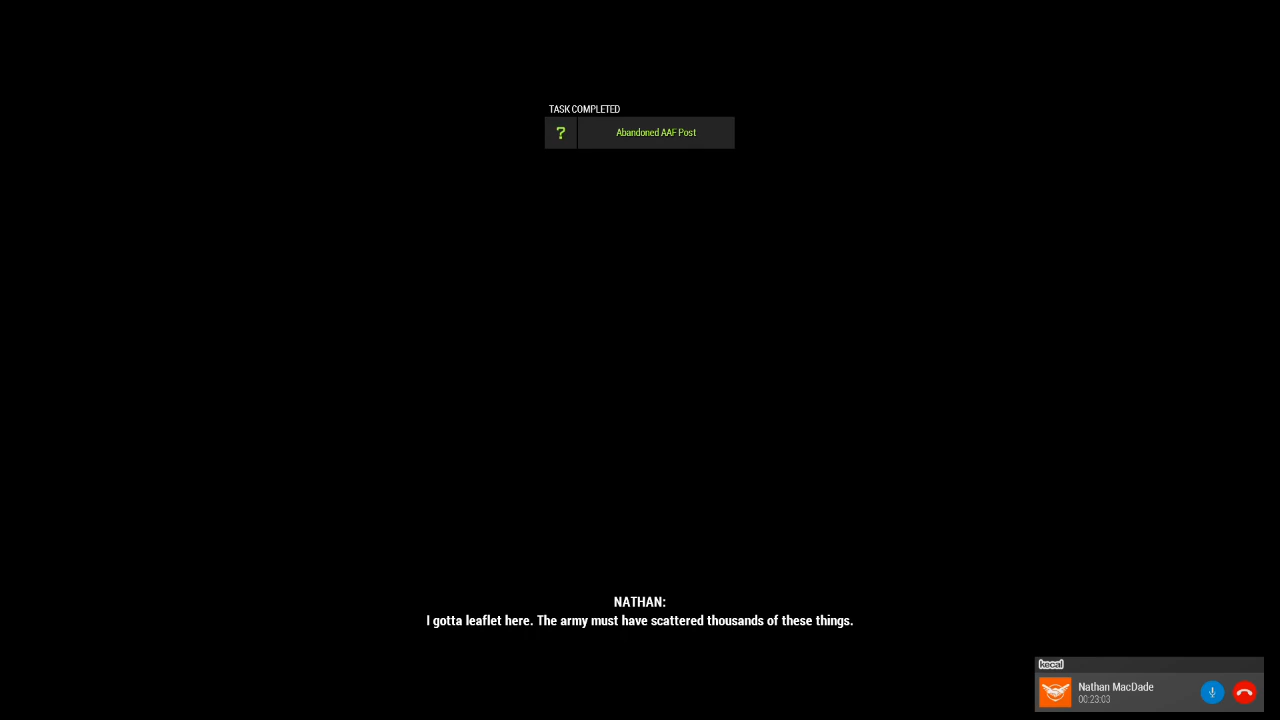 TASK COMPLETED
? Abandoned AAF Post
NATHAN:
I gotta leaflet here. The army must have scattered thousands of these things.
kecal
Nathan MacDade
00:23:03